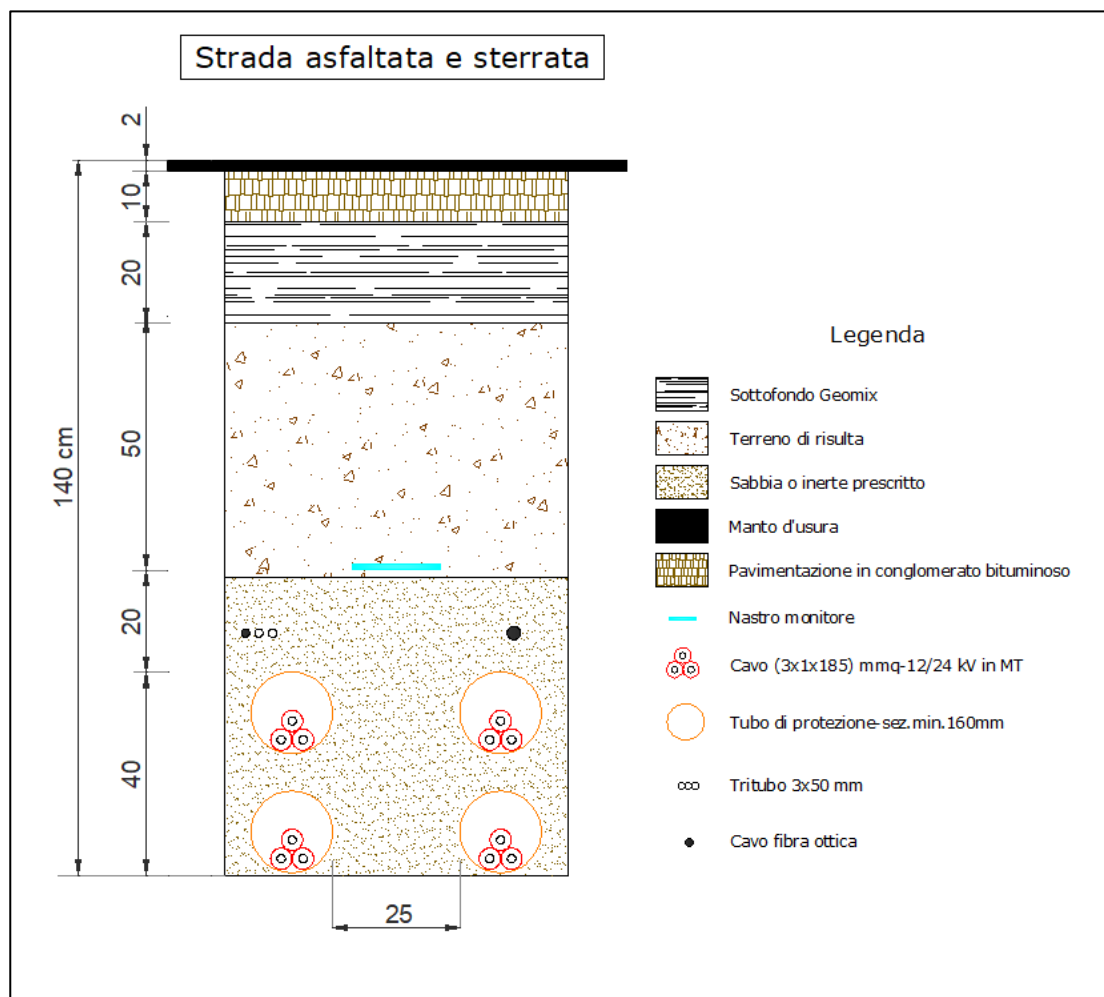 Strada asfaltata e sterrata
2
10
20
50
140 cm
20
40
25
Legenda
Sottofondo Geomix
Terreno di risulta
Sabbia o inerte prescritto
Manto d'usura
Pavimentazione in conglomerato bituminoso
Nastro monitore
Cavo (3x1x185) mmq-12/24 kV in MT
Tubo di protezione-sez.min.160mm
Tritubo 3x50 mm
Cavo fibra ottica